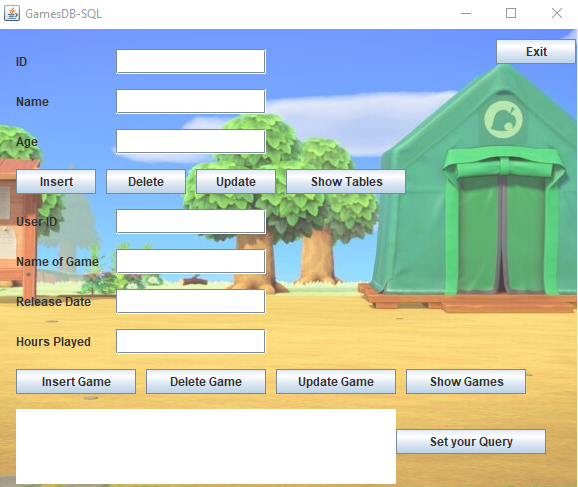 GamesDB-SQL
Exit
ID
Name
Age
Insert Delete Update Show Tables
User ID
Name of Game
Release Date
Hours Played
Insert Game Delete Game Update Game Show Games
Set your Query